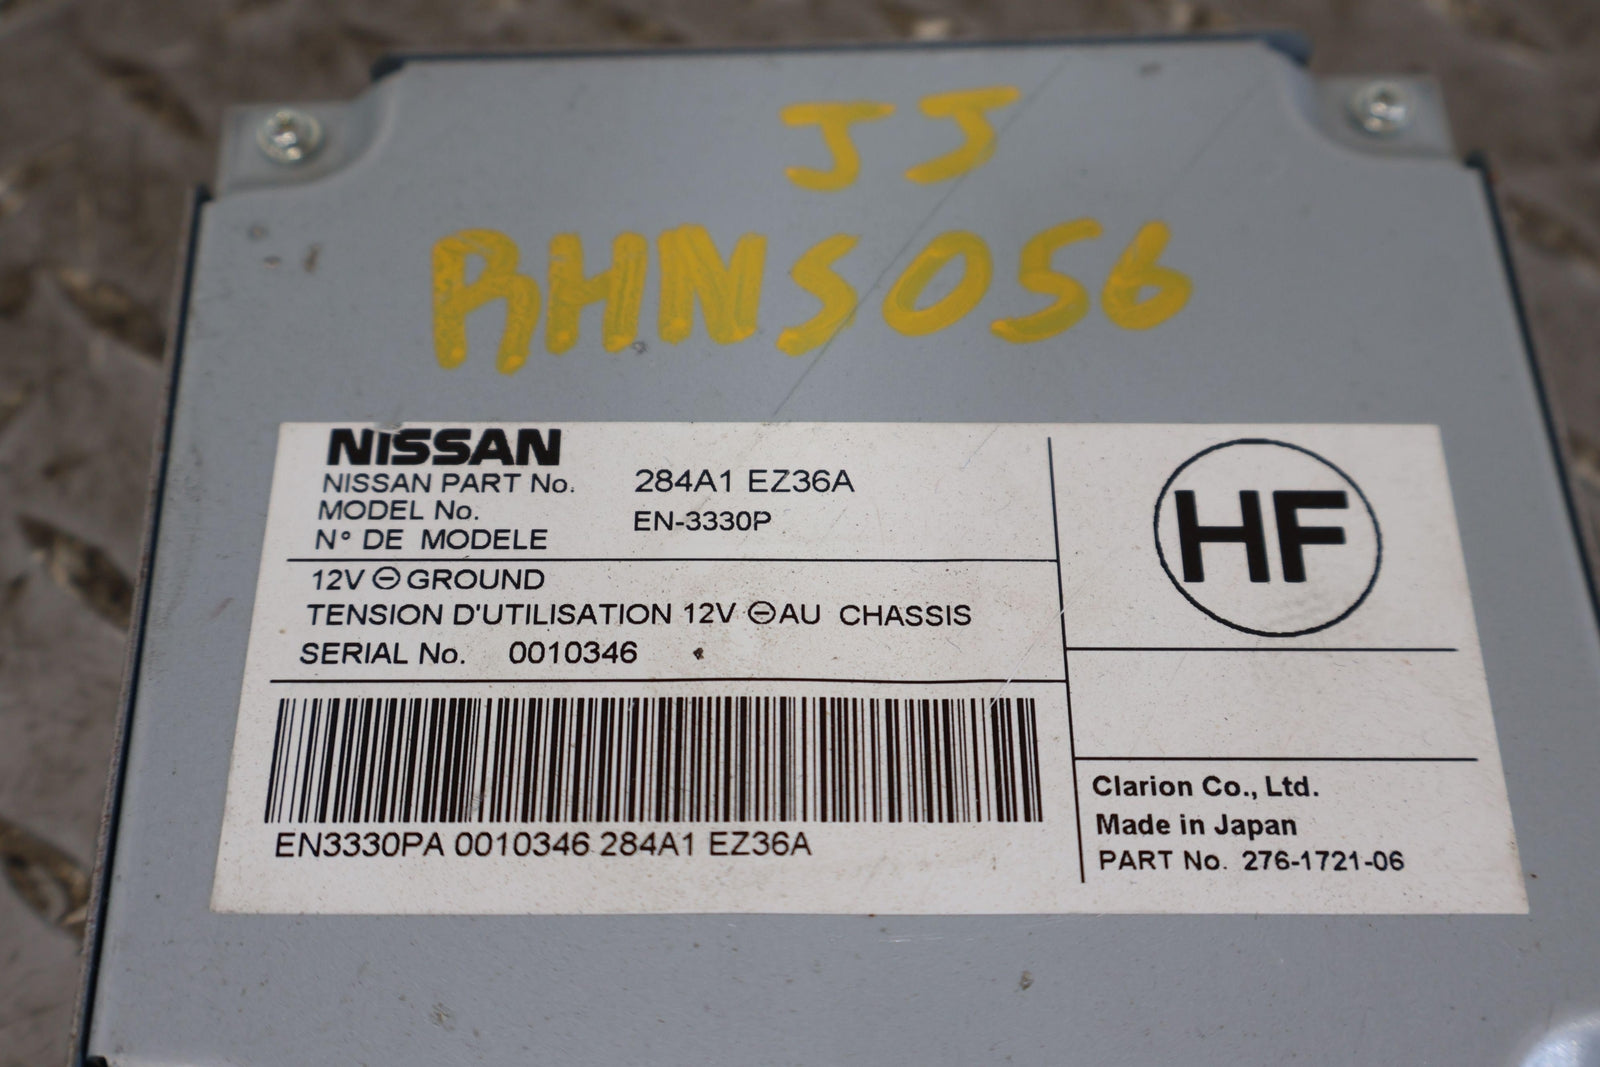 JJ
RHNS056
NISSAN
NISSAN PART No. 284A1 EZ36A
MODEL No.
N° DE MODELE EN-3330P
12V ⊖ GROUND
TENSION D'UTILISATION 12V ⊖ AU CHASSIS
SERIAL No. 0010346
EN3330PA 0010346 284A1 EZ36A
HF
Clarion Co., Ltd.
Made in Japan
PART No. 276-1721-06